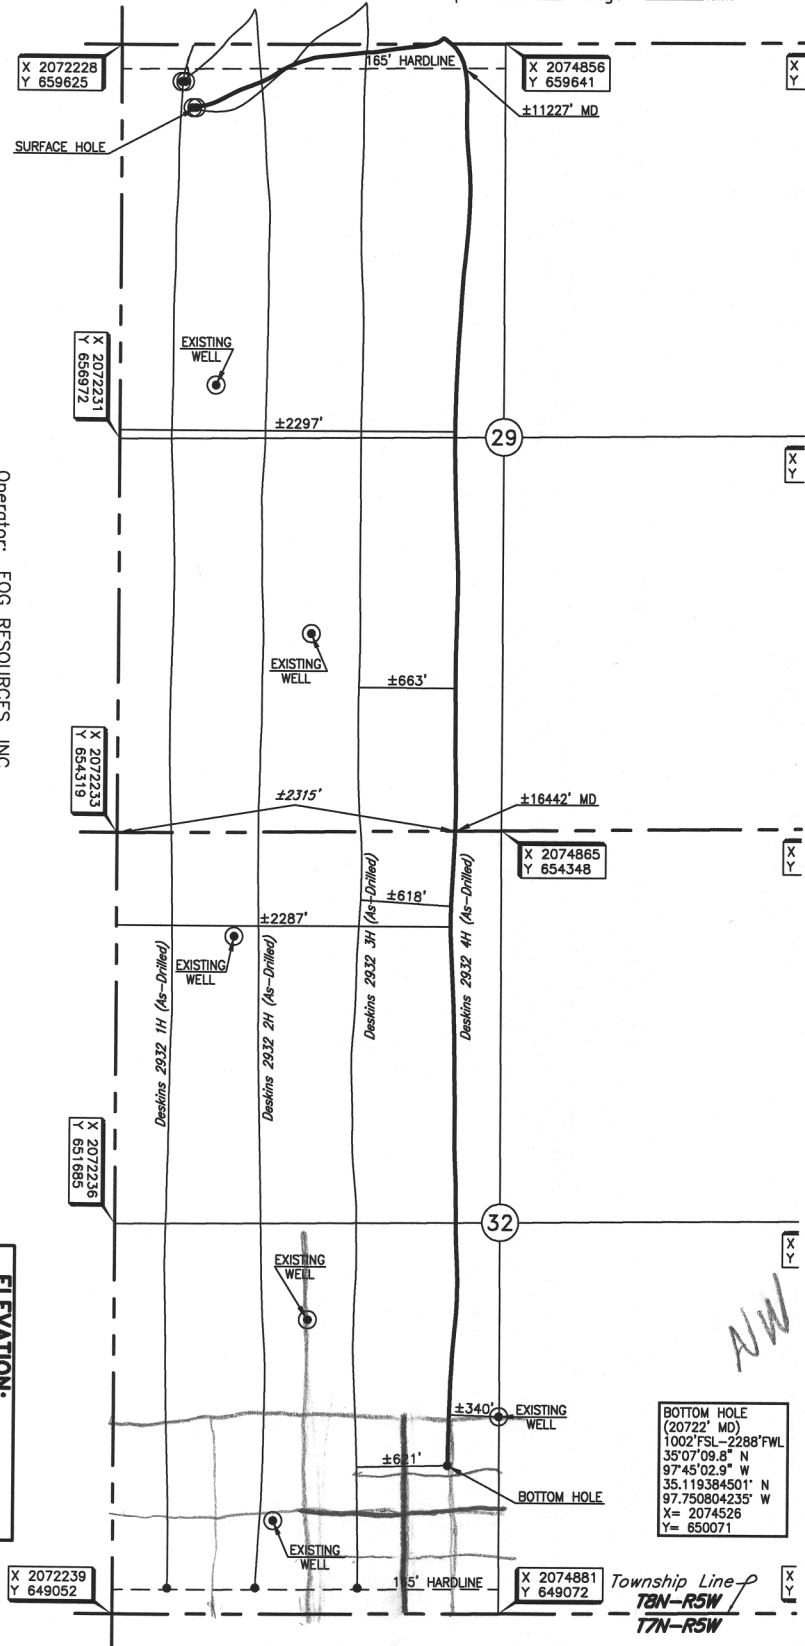 X 2072228
Y 659625
165' HARDLINE
X 2074856
Y 659641
X
Y
±11227' MD
SURFACE HOLE
EXISTING
WELL
X 2072231
Y 656972
±2297'
29
X
Y
Operator: EOG RESOURCES, INC.
EXISTING
WELL
±663'
X 2072233
Y 654319
±2315'
±16442' MD
X 2074865
Y 654348
X
Y
±618'
±2287'
EXISTING
WELL
Deskins 2932 1H (As-Drilled)
Deskins 2932 2H (As-Drilled)
Deskins 2932 3H (As-Drilled)
Deskins 2932 4H (As-Drilled)
X 2072236
Y 651685
32
X
Y
EXISTING
WELL
ELEVATION:
NW
±340'
EXISTING
WELL
BOTTOM HOLE
(20722' MD)
1002'FSL-2288'FWL
35°07'09.8" N
97°45'02.9" W
35.119384501° N
97.750804235° W
X= 2074526
Y= 650071
±621'
BOTTOM HOLE
EXISTING
WELL
X 2072239
Y 649052
165' HARDLINE
X 2074881
Y 649072
Township Line
T8N-R5W
T7N-R5W
X
Y